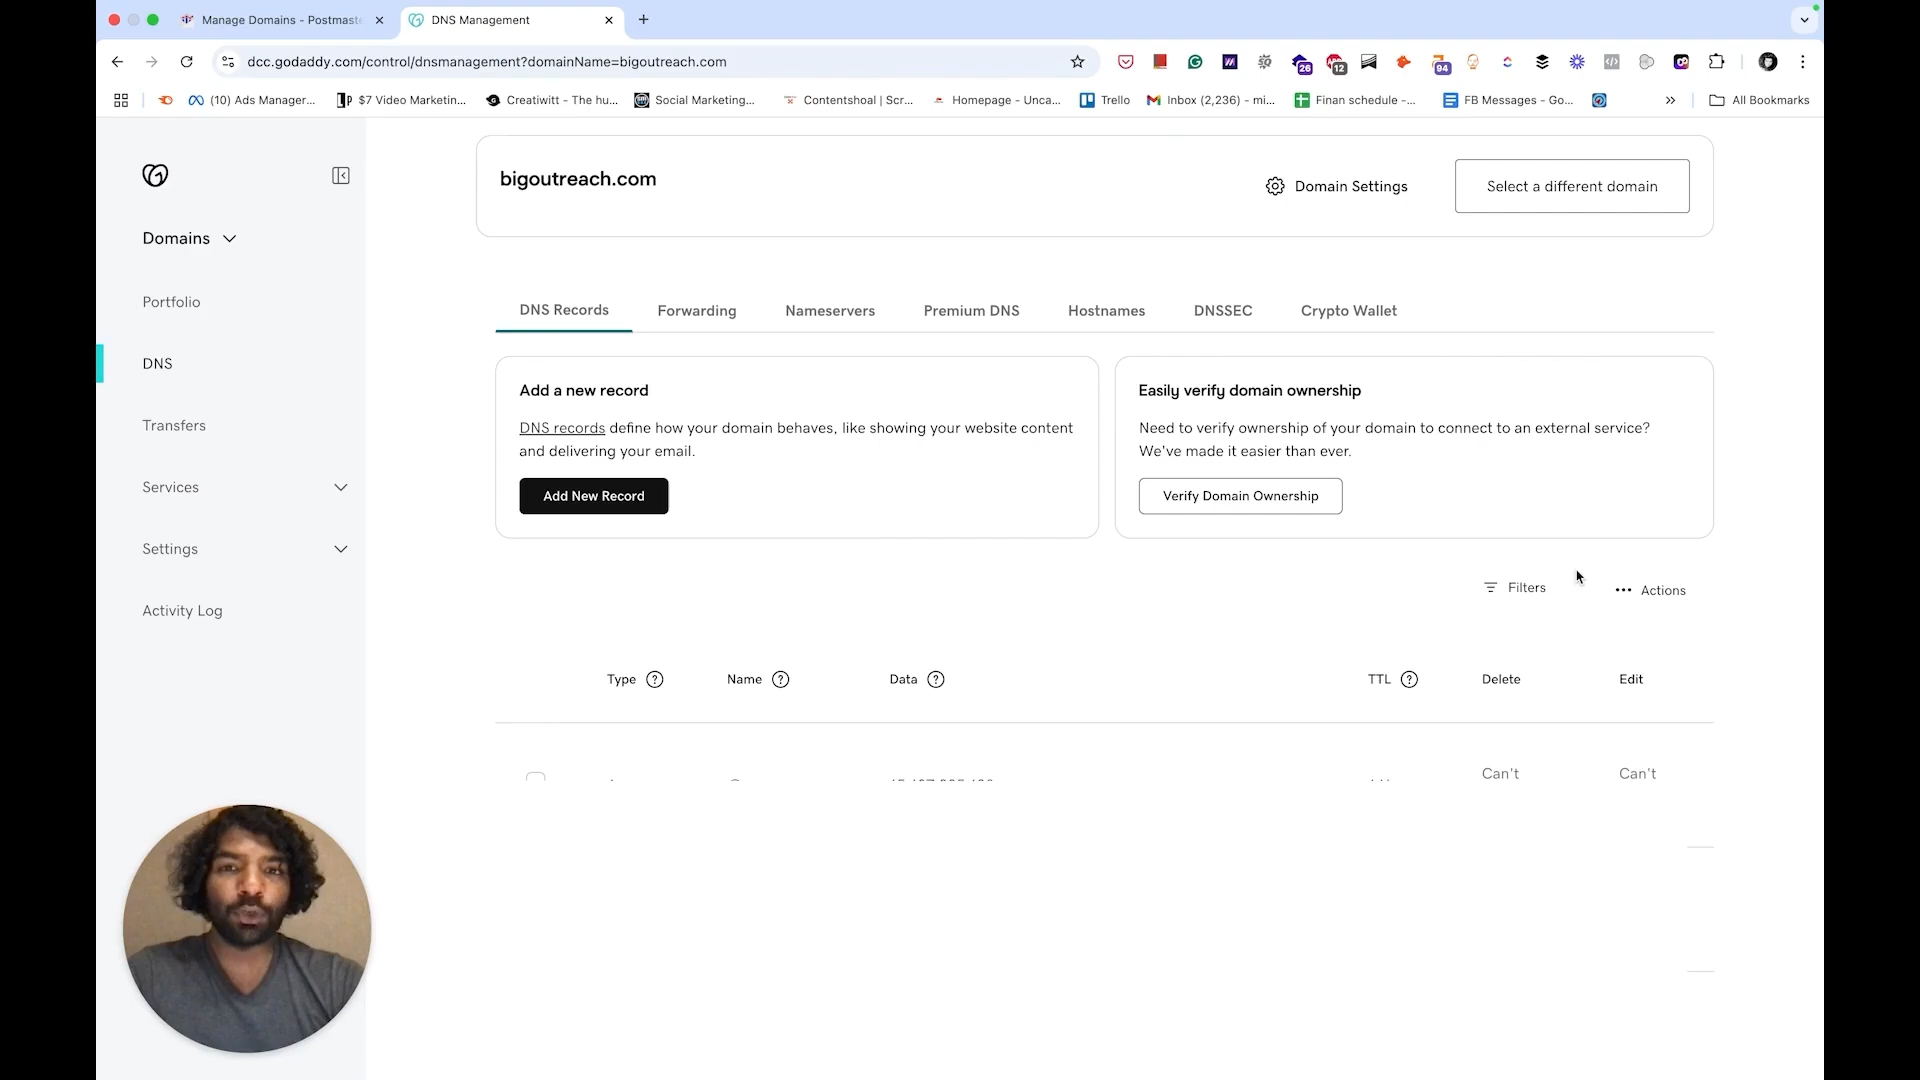 Manage Domains - Postmaste
DNS Management
dcc.godaddy.com/control/dnsmanagement?domainName=bigoutreach.com
26
12
94
(10) Ads Manager...
$7 Video Marketin...
Creatiwitt - The hu...
Social Marketing...
Contentshoal | Scr...
Homepage - Unca...
Trello
Inbox (2,236) - mi...
Finan schedule -...
FB Messages - Go...
All Bookmarks
bigoutreach.com
Domain Settings
Select a different domain
Domains
Portfolio
DNS
Transfers
Services
Settings
Activity Log
DNS Records
Forwarding
Nameservers
Premium DNS
Hostnames
DNSSEC
Crypto Wallet
Add a new record
DNS records define how your domain behaves, like showing your website content
and delivering your email.
Add New Record
Easily verify domain ownership
Need to verify ownership of your domain to connect to an external service?
We've made it easier than ever.
Verify Domain Ownership
Filters
Actions
Type
Name
Data
TTL
Delete
Edit
Can't
Can't